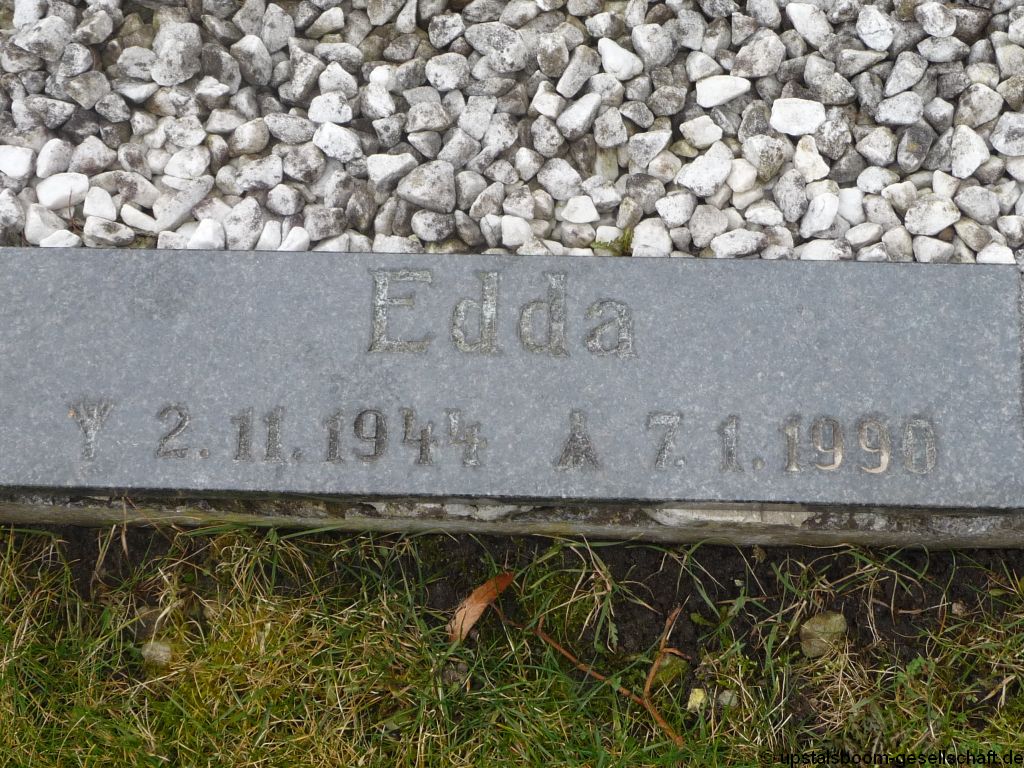 Edda
ᛉ 2.11.1944 ᛣ 7.1.1990
© upstalsboom-gesellschaft.de